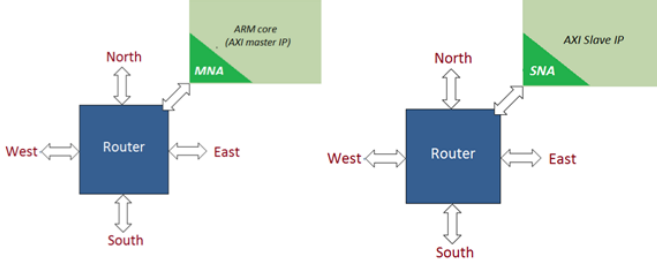 ARM core
(AXI master IP)
MNA
North
West
Router
East
South
AXI Slave IP
SNA
North
West
Router
East
South